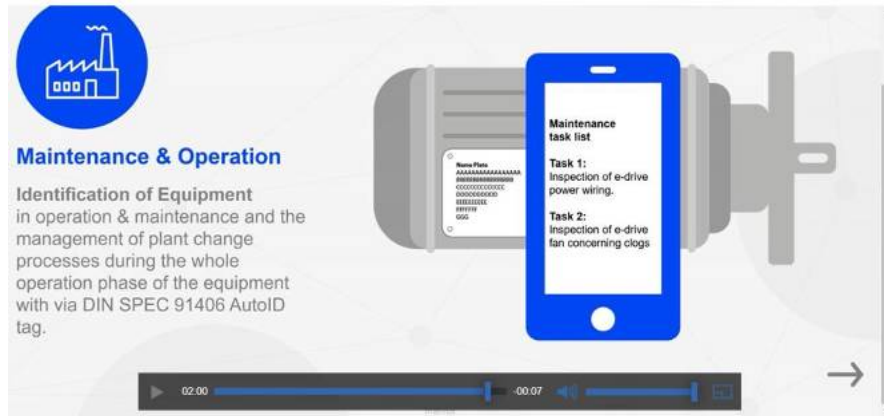 Maintenance & Operation
Identification of Equipment
in operation & maintenance and the
management of plant change
processes during the whole
operation phase of the equipment
with via DIN SPEC 91406 AutoID
tag.
Name Plate
GGG
Maintenance
task list
Task 1:
Inspection of e-drive
power wiring.
Task 2:
Inspection of e-drive
fan concerning clogs
02:00
-00:07